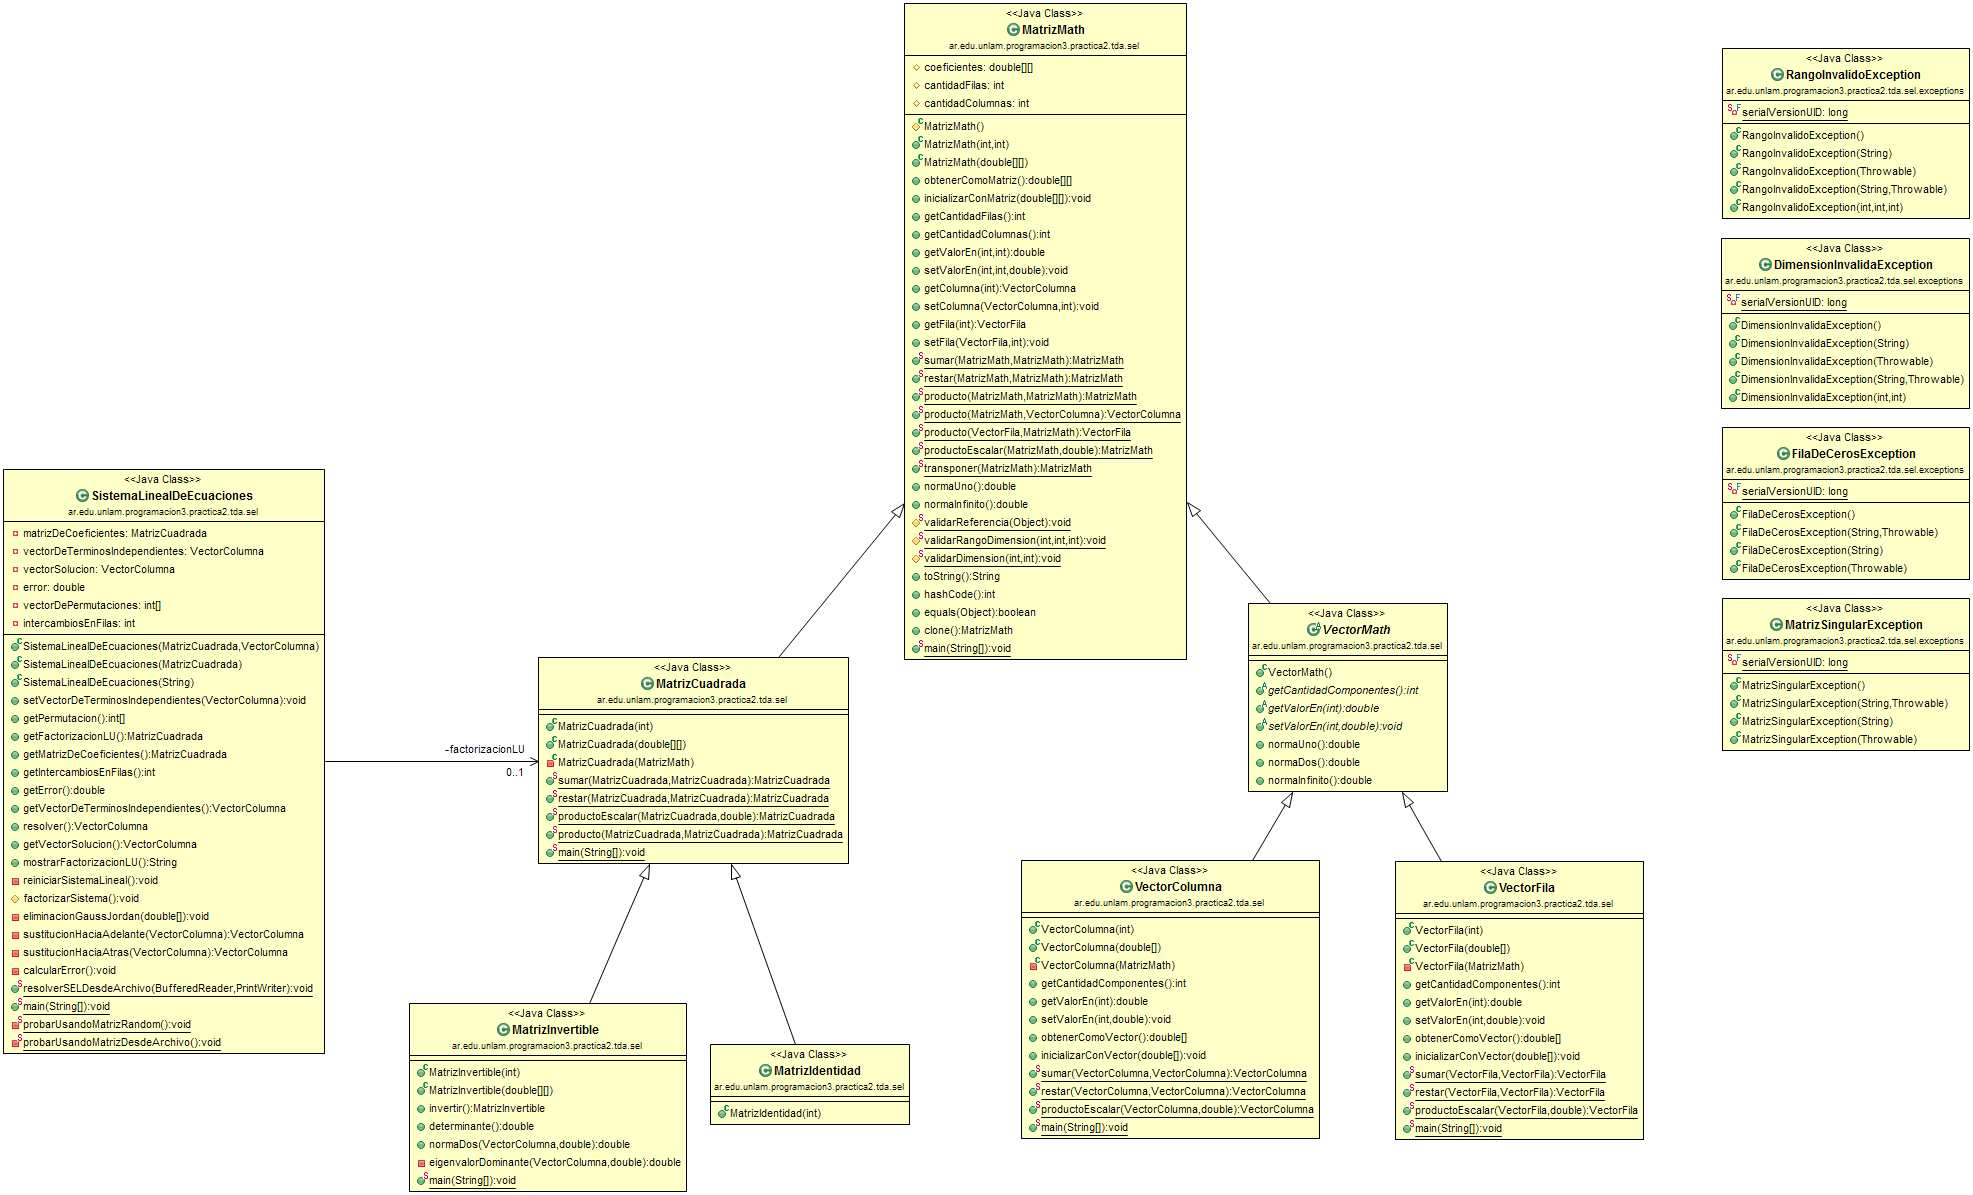 <<Java Class>>
MatrizMath
ar.edu.unlam.programacion3.practica2.tda.sel
coeficientes: double[][]
cantidadFilas: int
cantidadColumnas: int
MatrizMath()
MatrizMath(int,int)
MatrizMath(double[][])
obtenerComoMatriz():double[][]
inicializarConMatriz(double[][]):void
getCantidadFilas():int
getCantidadColumnas():int
getValorEn(int,int):double
setValorEn(int,int,double):void
getColumna(int):VectorColumna
setColumna(VectorColumna,int):void
getFila(int):VectorFila
setFila(VectorFila,int):void
sumar(MatrizMath,MatrizMath):MatrizMath
restar(MatrizMath,MatrizMath):MatrizMath
producto(MatrizMath,MatrizMath):MatrizMath
producto(MatrizMath,VectorColumna):VectorColumna
producto(VectorFila,MatrizMath):VectorFila
productoEscalar(MatrizMath,double):MatrizMath
transponer(MatrizMath):MatrizMath
normaUno():double
normaInfinito():double
validarReferencia(Object):void
validarRangoDimension(int,int,int):void
validarDimension(int,int):void
toString():String
hashCode():int
equals(Object):boolean
clone():MatrizMath
main(String[]):void
<<Java Class>>
RangoInvalidoException
ar.edu.unlam.programacion3.practica2.tda.sel.exceptions
serialVersionUID: long
RangoInvalidoException()
RangoInvalidoException(String)
RangoInvalidoException(Throwable)
RangoInvalidoException(String,Throwable)
RangoInvalidoException(int,int,int)
<<Java Class>>
DimensionInvalidaException
ar.edu.unlam.programacion3.practica2.tda.sel.exceptions
serialVersionUID: long
DimensionInvalidaException()
DimensionInvalidaException(String)
DimensionInvalidaException(Throwable)
DimensionInvalidaException(String,Throwable)
DimensionInvalidaException(int,int)
<<Java Class>>
FilaDeCerosException
ar.edu.unlam.programacion3.practica2.tda.sel.exceptions
serialVersionUID: long
FilaDeCerosException()
FilaDeCerosException(String,Throwable)
FilaDeCerosException(String)
FilaDeCerosException(Throwable)
<<Java Class>>
MatrizSingularException
ar.edu.unlam.programacion3.practica2.tda.sel.exceptions
serialVersionUID: long
MatrizSingularException()
MatrizSingularException(String,Throwable)
MatrizSingularException(String)
MatrizSingularException(Throwable)
<<Java Class>>
SistemaLinealDeEcuaciones
ar.edu.unlam.programacion3.practica2.tda.sel
matrizDeCoeficientes: MatrizCuadrada
vectorDeTerminosIndependientes: VectorColumna
vectorSolucion: VectorColumna
error: double
vectorDePermutaciones: int[]
intercambiosEnFilas: int
SistemaLinealDeEcuaciones(MatrizCuadrada,VectorColumna)
SistemaLinealDeEcuaciones(MatrizCuadrada)
SistemaLinealDeEcuaciones(String)
setVectorDeTerminosIndependientes(VectorColumna):void
getPermutacion():int[]
getFactorizacionLU():MatrizCuadrada
getMatrizDeCoeficientes():MatrizCuadrada
getIntercambiosEnFilas():int
getError():double
getVectorDeTerminosIndependientes():VectorColumna
resolver():VectorColumna
getVectorSolucion():VectorColumna
mostrarFactorizacionLU():String
reiniciarSistemaLineal():void
factorizarSistema():void
eliminacionGaussJordan(double[]):void
sustitucionHaciaAdelante(VectorColumna):VectorColumna
sustitucionHaciaAtras(VectorColumna):VectorColumna
calcularError():void
resolverSELDesdeArchivo(BufferedReader,PrintWriter):void
main(String[]):void
probarUsandoMatrizRandom():void
probarUsandoMatrizDesdeArchivo():void
-factorizacionLU
0..1
<<Java Class>>
MatrizCuadrada
ar.edu.unlam.programacion3.practica2.tda.sel
MatrizCuadrada(int)
MatrizCuadrada(double[][])
MatrizCuadrada(MatrizMath)
sumar(MatrizCuadrada,MatrizCuadrada):MatrizCuadrada
restar(MatrizCuadrada,MatrizCuadrada):MatrizCuadrada
productoEscalar(MatrizCuadrada,double):MatrizCuadrada
producto(MatrizCuadrada,MatrizCuadrada):MatrizCuadrada
main(String[]):void
<<Java Class>>
VectorMath
ar.edu.unlam.programacion3.practica2.tda.sel
VectorMath()
getCantidadComponentes():int
getValorEn(int):double
setValorEn(int,double):void
normaUno():double
normaDos():double
normaInfinito():double
<<Java Class>>
VectorColumna
ar.edu.unlam.programacion3.practica2.tda.sel
VectorColumna(int)
VectorColumna(double[])
VectorColumna(MatrizMath)
getCantidadComponentes():int
getValorEn(int):double
setValorEn(int,double):void
obtenerComoVector():double[]
inicializarConVector(double[]):void
sumar(VectorColumna,VectorColumna):VectorColumna
restar(VectorColumna,VectorColumna):VectorColumna
productoEscalar(VectorColumna,double):VectorColumna
main(String[]):void
<<Java Class>>
VectorFila
ar.edu.unlam.programacion3.practica2.tda.sel
VectorFila(int)
VectorFila(double[])
VectorFila(MatrizMath)
getCantidadComponentes():int
getValorEn(int):double
setValorEn(int,double):void
obtenerComoVector():double[]
inicializarConVector(double[]):void
sumar(VectorFila,VectorFila):VectorFila
restar(VectorFila,VectorFila):VectorFila
productoEscalar(VectorFila,double):VectorFila
main(String[]):void
<<Java Class>>
MatrizInvertible
ar.edu.unlam.programacion3.practica2.tda.sel
MatrizInvertible(int)
MatrizInvertible(double[][])
invertir():MatrizInvertible
determinante():double
normaDos(VectorColumna,double):double
eigenvalorDominante(VectorColumna,double):double
main(String[]):void
<<Java Class>>
MatrizIdentidad
ar.edu.unlam.programacion3.practica2.tda.sel
MatrizIdentidad(int)